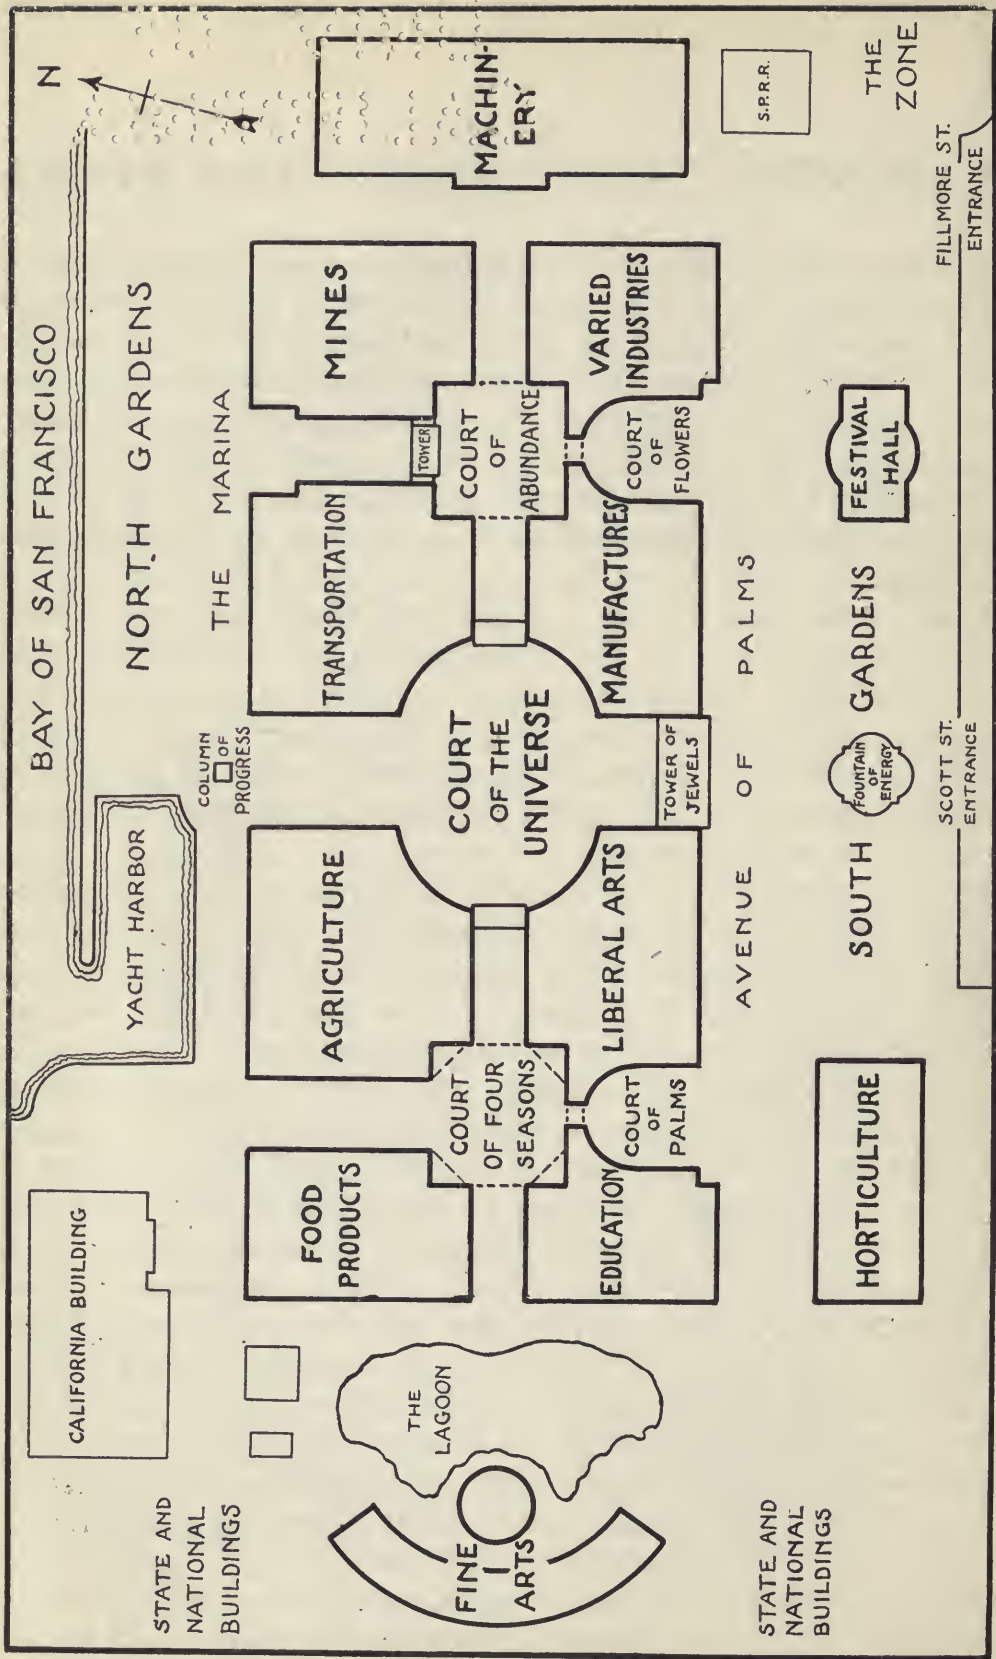 BAY OF SAN FRANCISCO
N
YACHT HARBOR
NORTH GARDENS
CALIFORNIA BUILDING
THE MARINA
COLUMN
OF
PROGRESS
STATE AND
NATIONAL
BUILDINGS
FOOD
PRODUCTS
AGRICULTURE
TRANSPORTATION
MINES
TOWER
THE
LAGOON
FINE
ARTS
COURT
OF FOUR
SEASONS
COURT
OF THE
UNIVERSE
COURT
OF
ABUNDANCE
MACHIN-
ERY
EDUCATION
COURT
OF
PALMS
LIBERAL ARTS
TOWER OF
JEWELS
MANUFACTURES
COURT
OF
FLOWERS
VARIED
INDUSTRIES
AVENUE OF PALMS
S.P.R.R.
STATE AND
NATIONAL
BUILDINGS
HORTICULTURE
SOUTH GARDENS
FOUNTAIN
OF
ENERGY
FESTIVAL
HALL
THE
ZONE
SCOTT ST.
ENTRANCE
FILLMORE ST.
ENTRANCE